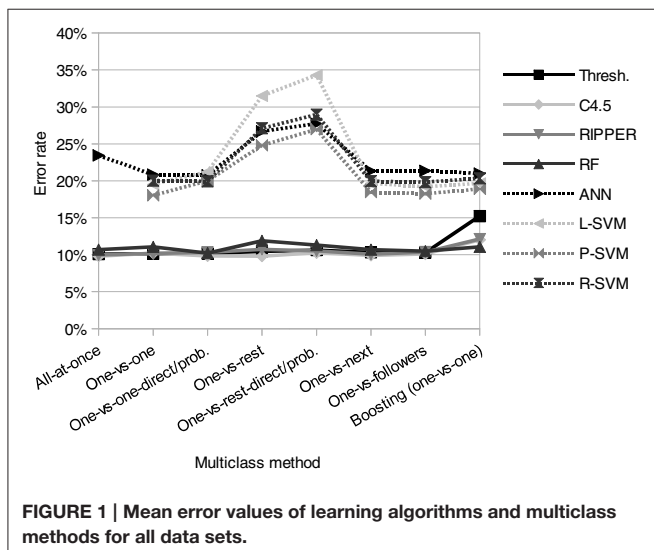 40%
35%
30%
25%
20%
15%
10%
5%
0%
Error rate
All-at-once
One-vs-one
One-vs-one-direct/prob.
One-vs-rest
One-vs-rest-direct/prob.
One-vs-next
One-vs-followers
Boosting (one-vs-one)
Multiclass method
Thresh.
C4.5
RIPPER
RF
ANN
L-SVM
P-SVM
R-SVM
FIGURE 1 | Mean error values of learning algorithms and multiclass
methods for all data sets.